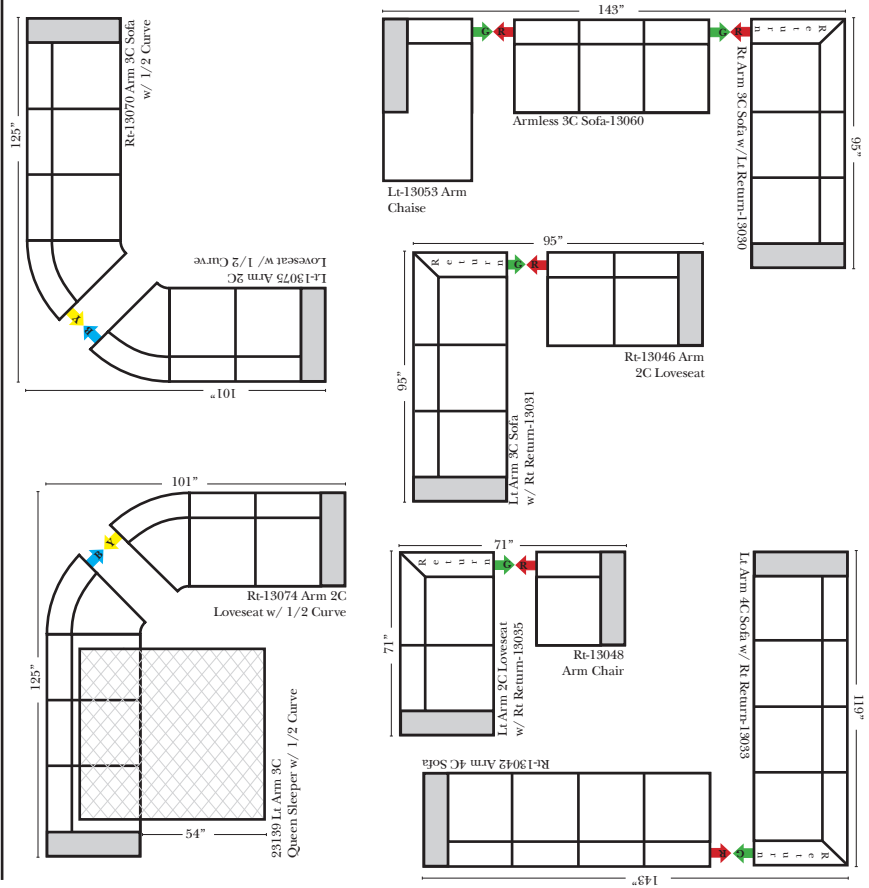 125”
Rt-13070 Arm 3C Sofa
w/ 1/2 Curve
Lt-13075 Arm 2C
Loveseat w/ 1/2 Curve
Y
B
101”
143”
G R
G R
Return
Lt-13053 Arm
Chaise
Armless 3C Sofa-13060
Rt Arm 3C Sofa w/Lt Return-13030
95”
95”
Return
G R
95”
Lt Arm 3C Sofa
w/ Rt Return-13031
Rt-13046 Arm
2C Loveseat
101”
B Y
Rt-13074 Arm 2C
Loveseat w/ 1/2 Curve
125”
54”
23139 Lt Arm 3C
Queen Sleeper w/ 1/2 Curve
71”
Return
G R
71”
Lt Arm 2C Loveseat
w/ Rt Return-13035
Rt-13048
Arm Chair
Lt Arm 4C Sofa w/ Rt Return-13033
119”
Rt-13042 Arm 4C Sofa
R G
Return
143”